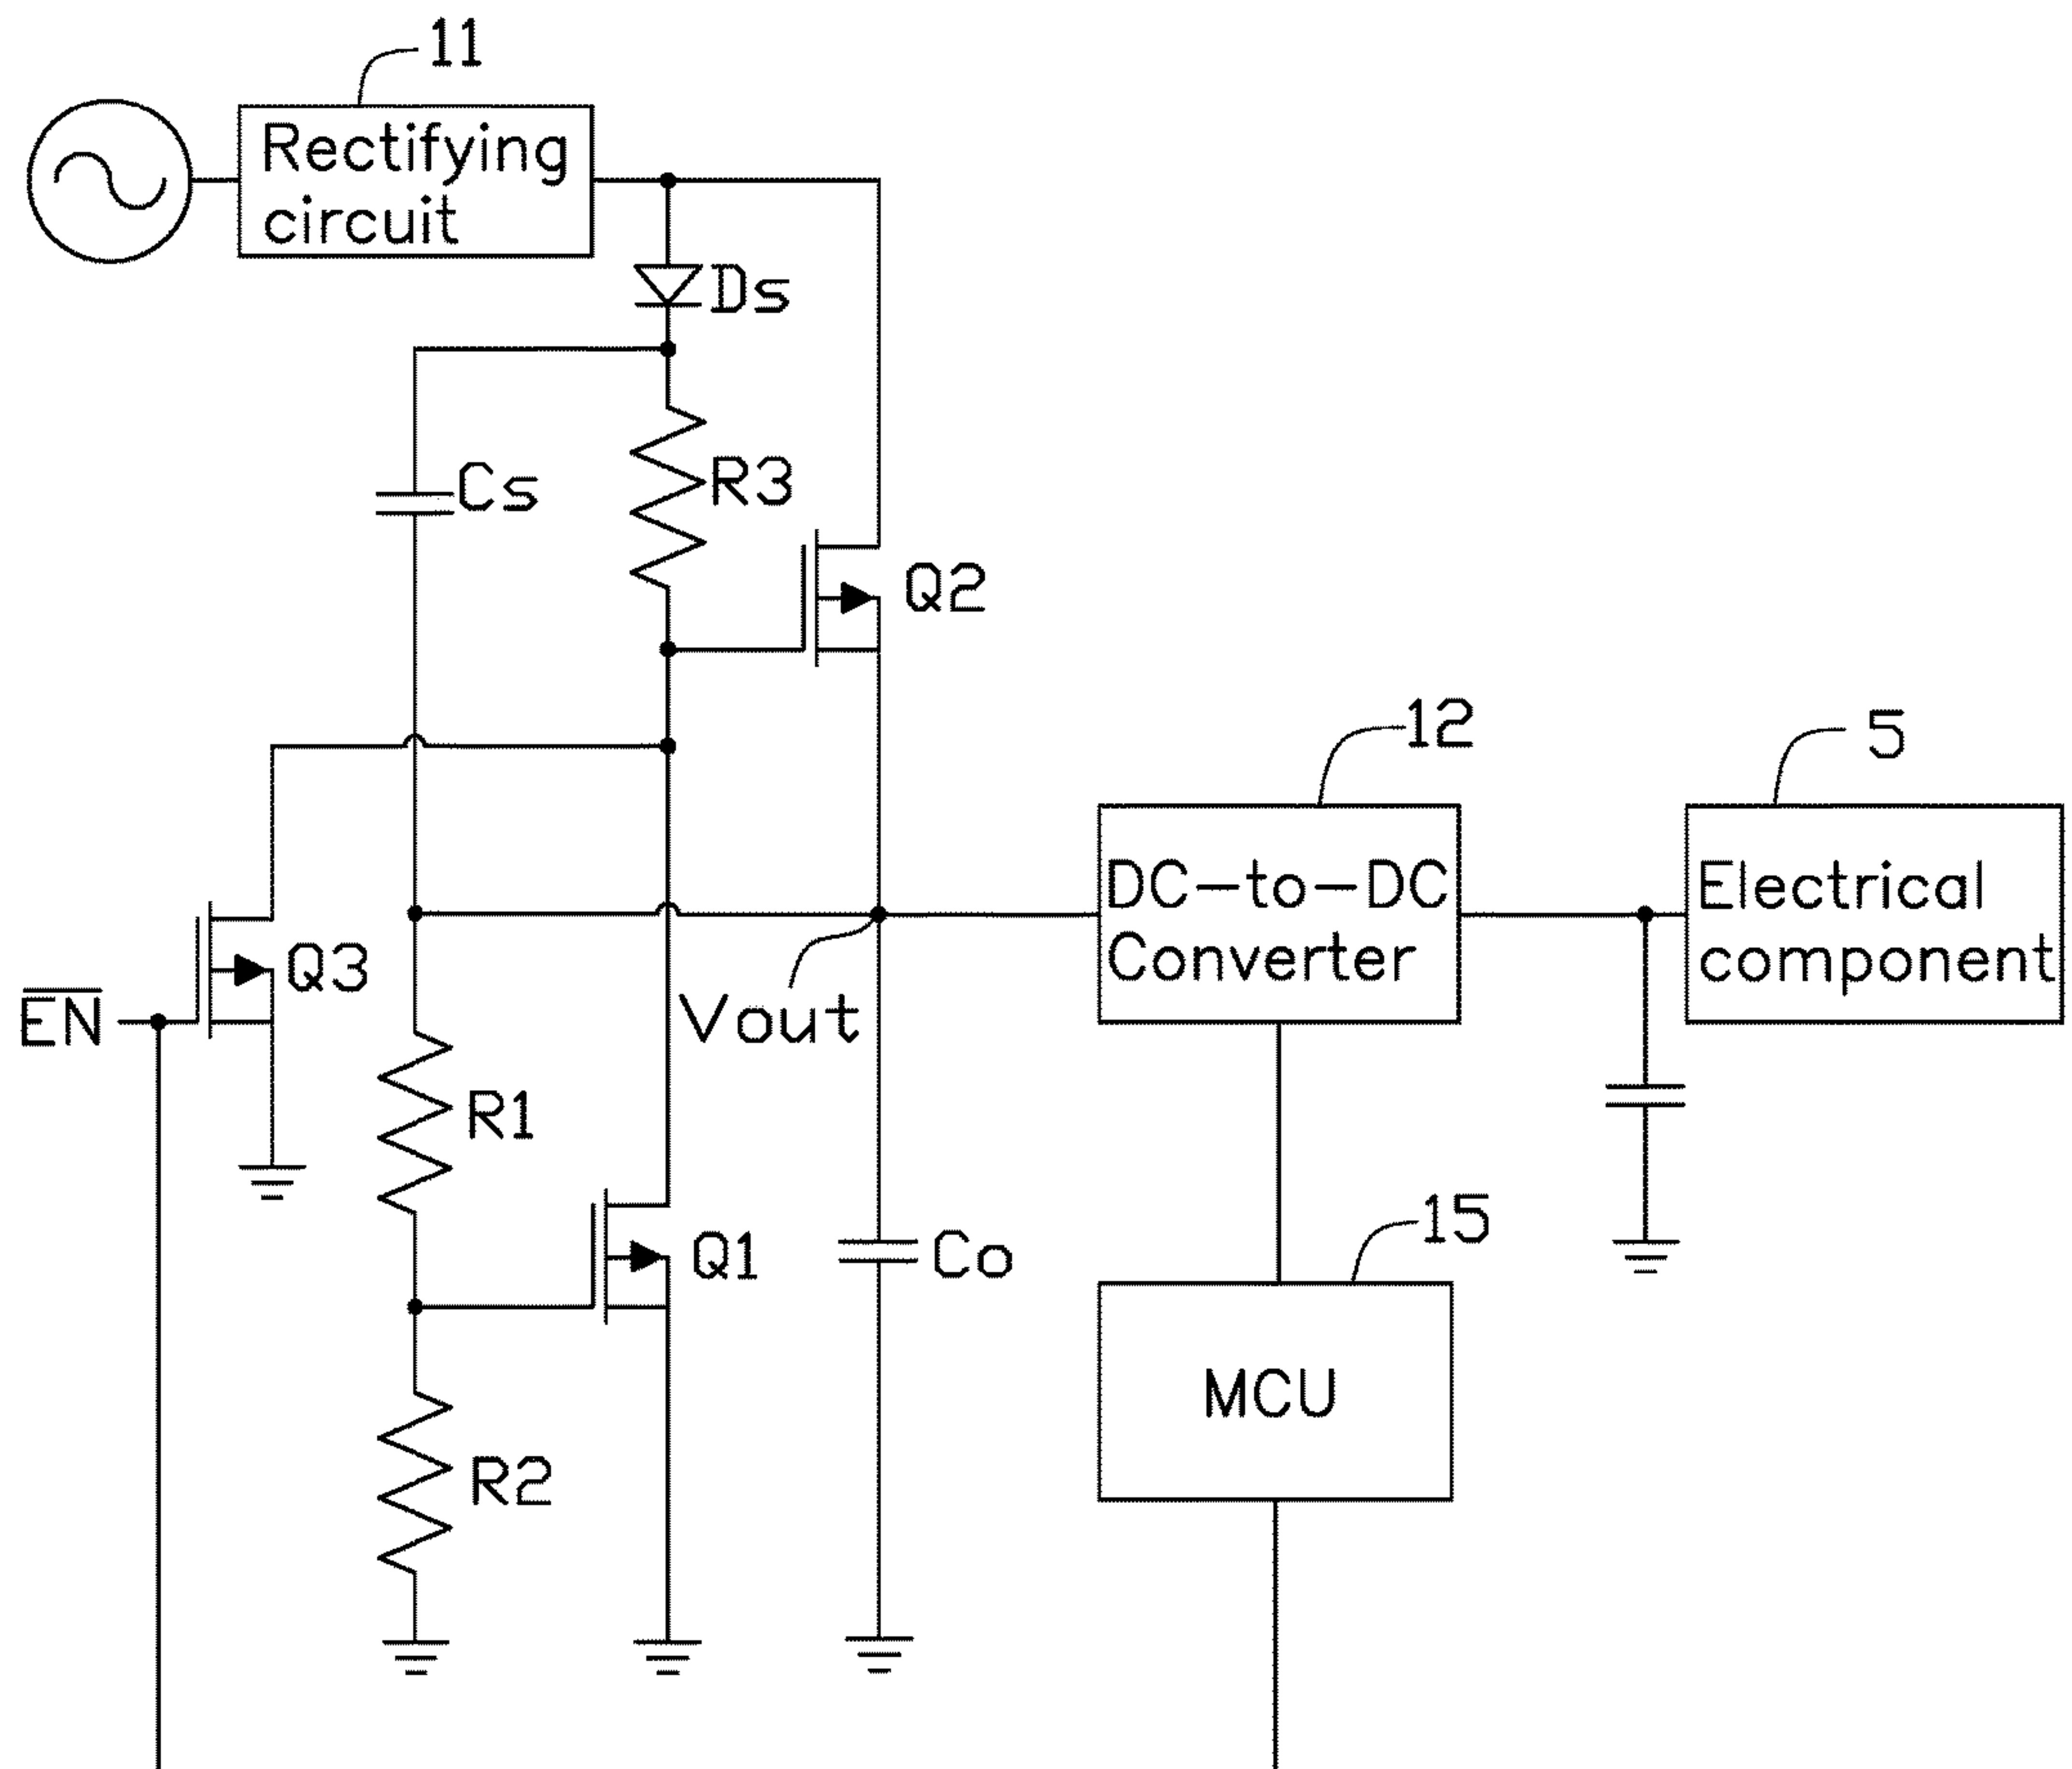 11
Rectifying
circuit
Ds
Cs
R3
Q2
12
5
DC-to-DC
Converter
Electrical
component
Q3
E̅N̅
Vout
R1
15
Q1
Co
MCU
R2